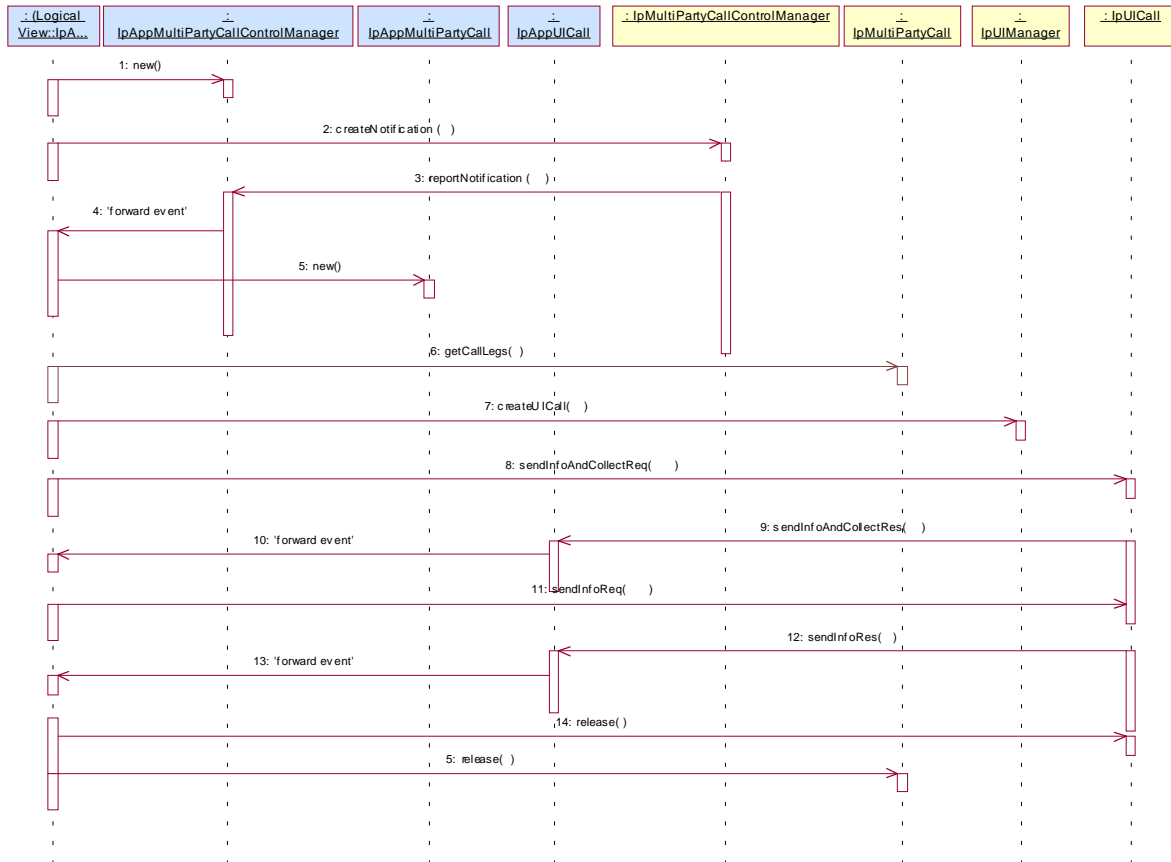 : (Logical
View::IpA...
:
IpAppMultiPartyCallControlManager
:
IpAppMultiPartyCall
:
IpAppUICall
: IpMultiPartyCallControlManager
:
IpMultiPartyCall
:
IpUIManager
: IpUICall
1: new()
2: createNotification( )
3: reportNotification( )
4: 'forward event'
5: new()
6: getCallLegs( )
7: createUICall( )
8: sendInfoAndCollectReq( )
9: sendInfoAndCollectRes( )
10: 'forward event'
11: sendInfoReq( )
12: sendInfoRes( )
13: 'forward event'
14: release( )
5: release( )